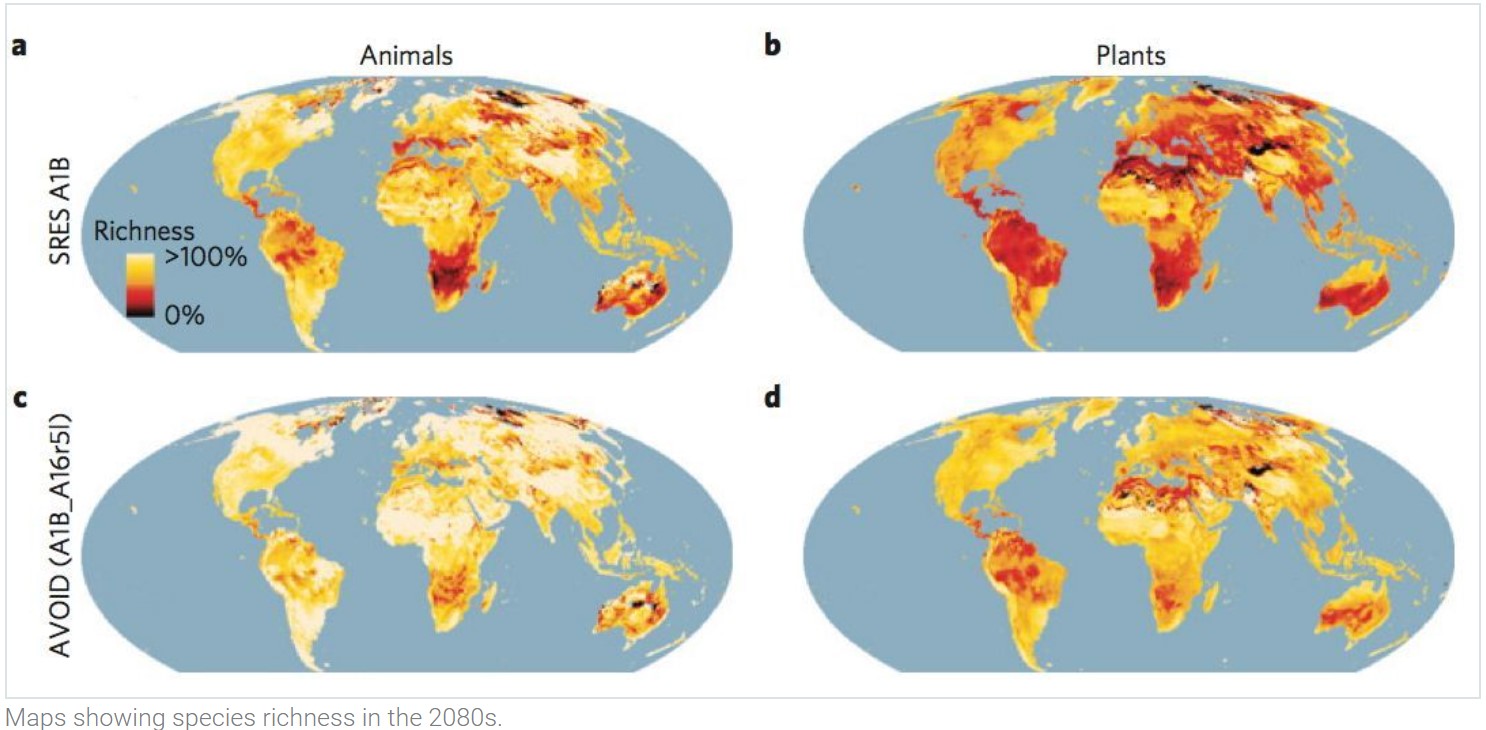 a
Animals
b
Plants
SRES A1B
Richness
>100%
0%
c
d
AVOID (A1B_A16r5l)
Maps showing species richness in the 2080s.